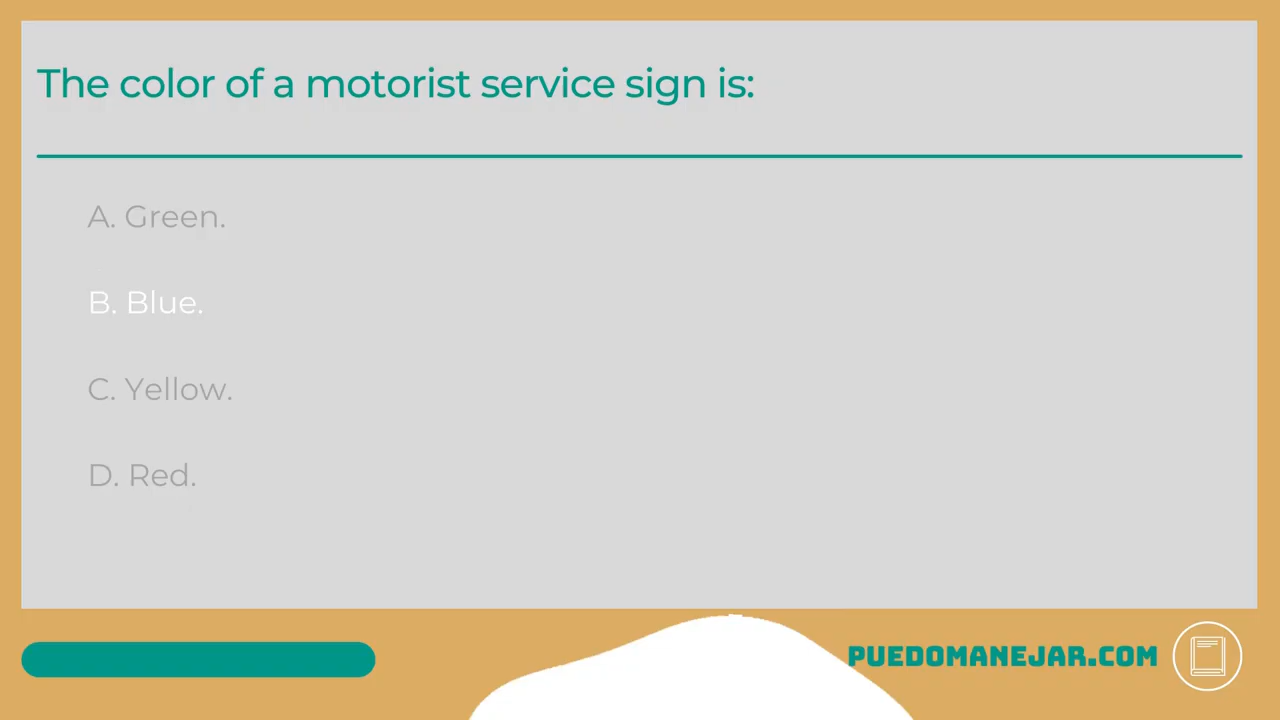 The color of a motorist service sign is:
A. Green.
B. Blue.
C. Yellow.
D. Red.
PUEDOMANEJAR.COM